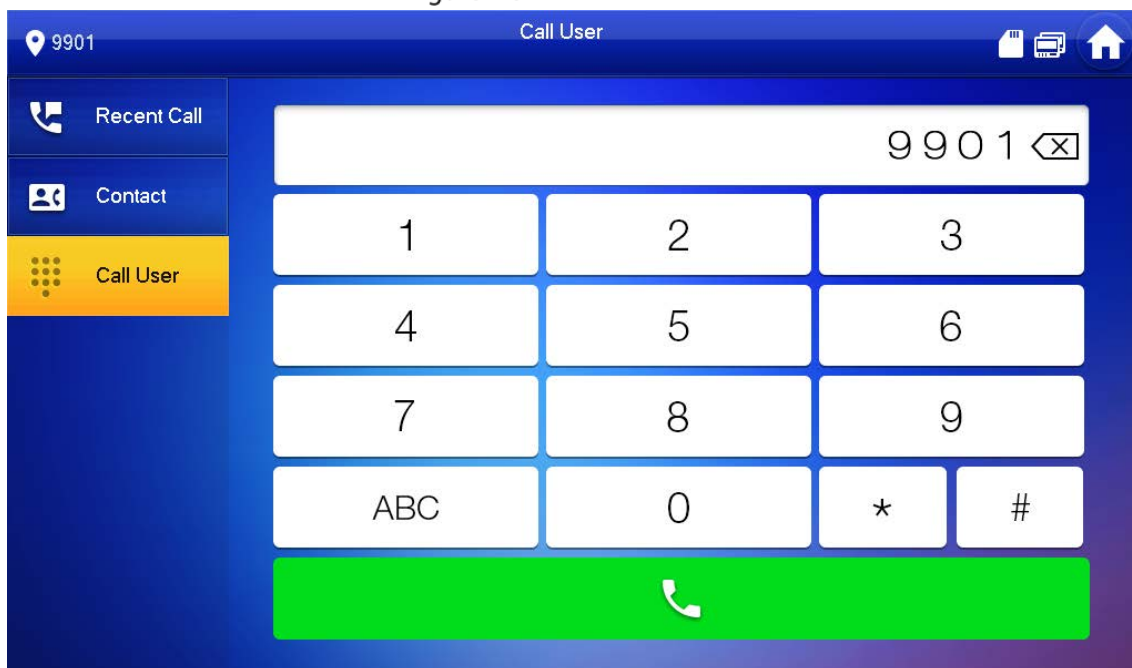 Call User
9901
Recent Call
Contact
Call User
9901
1 2 3
4 5 6
7 8 9
ABC 0 * #